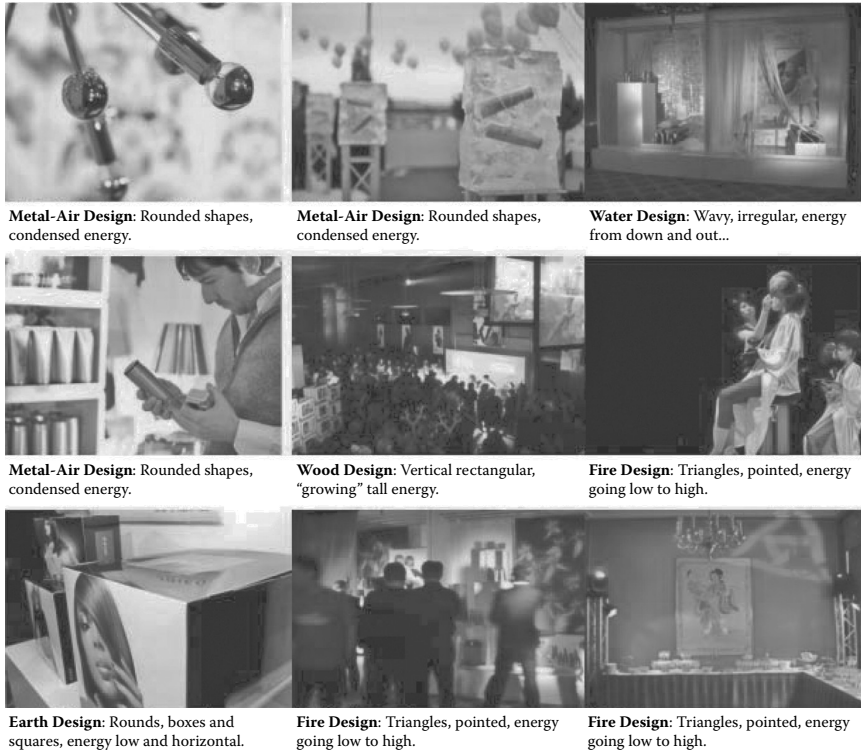 Metal-Air Design: Rounded shapes,
condensed energy.
Metal-Air Design: Rounded shapes,
condensed energy.
Water Design: Wavy, irregular, energy
from down and out...
Metal-Air Design: Rounded shapes,
condensed energy.
Wood Design: Vertical rectangular,
“growing” tall energy.
Fire Design: Triangles, pointed, energy
going low to high.
Earth Design: Rounds, boxes and
squares, energy low and horizontal.
Fire Design: Triangles, pointed, energy
going low to high.
Fire Design: Triangles, pointed, energy
going low to high.